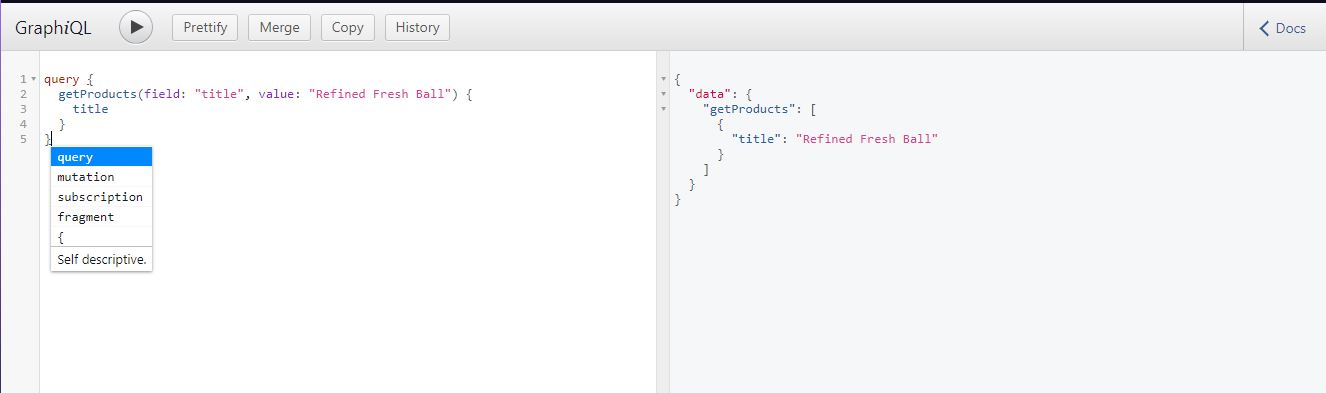 GraphiQL
Prettify
Merge
Copy
History
Docs
1 query {
2 getProducts(field: "title", value: "Refined Fresh Ball") {
3 title
4 }
5 }
query
mutation
subscription
fragment
{
Self descriptive.
{
"data": {
"getProducts": [
{
"title": "Refined Fresh Ball"
}
]
}
}